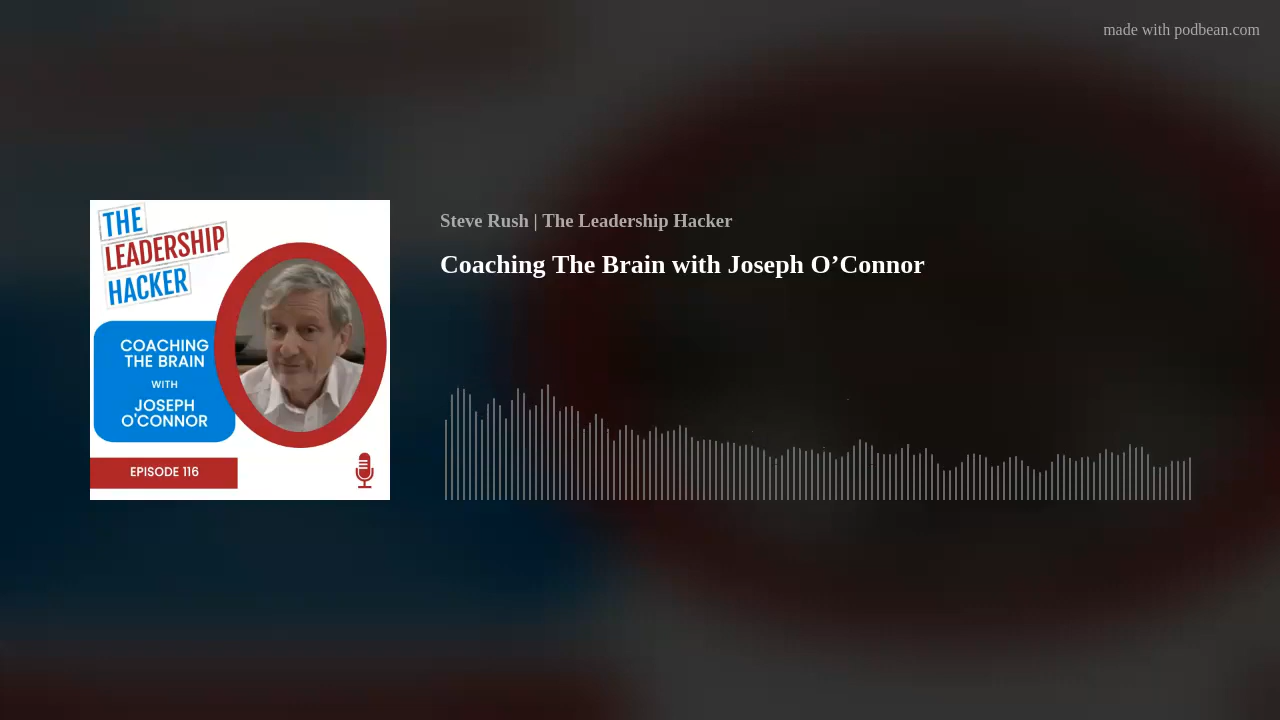 made with podbean.com
THE
LEADERSHIP
HACKER
COACHING
THE BRAIN
WITH
JOSEPH
O'CONNOR
EPISODE 116
Steve Rush | The Leadership Hacker
Coaching The Brain with Joseph O’Connor